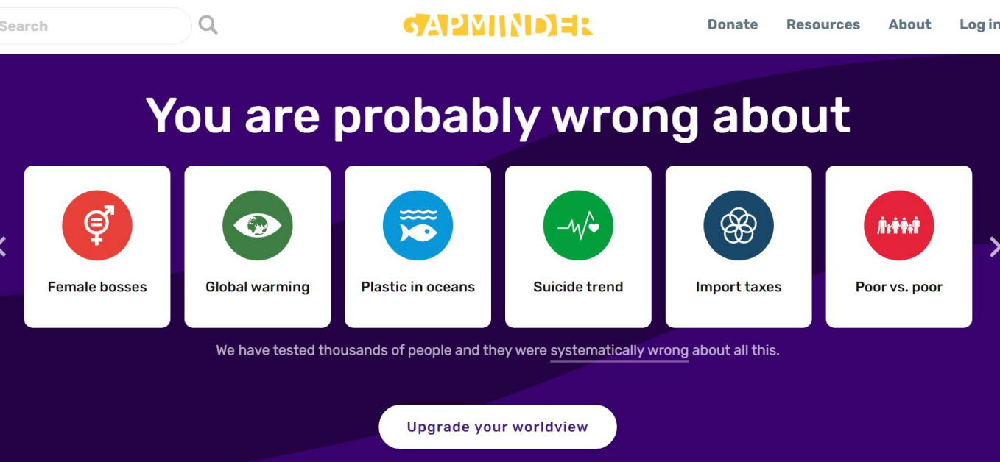 Search
GAPMINDER
Donate
Resources
About
Log in
You are probably wrong about
Female bosses
Global warming
Plastic in oceans
Suicide trend
Import taxes
Poor vs. poor
We have tested thousands of people and they were systematically wrong about all this.
Upgrade your worldview